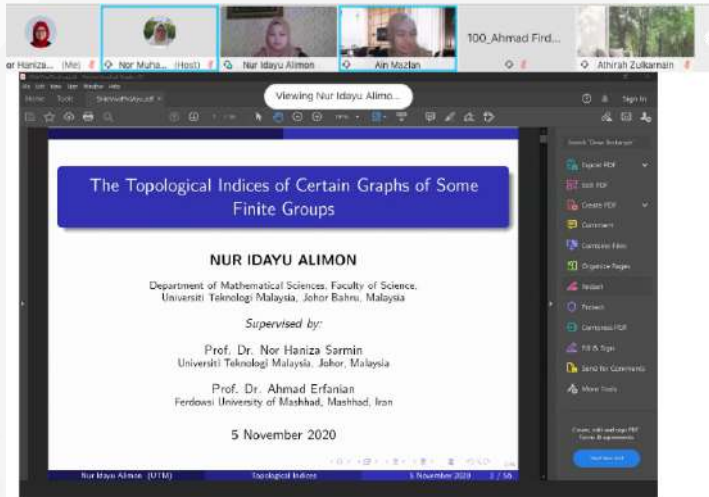 or Haniza... (Me)
Nor Muha... (Host)
Nur Idayu Alimon
Ain Mazlan
100_Ahmad Fird...
Athirah Zulkarnain
Home Tools
Viewing Nur Idayu Alimo...
Sign In
The Topological Indices of Certain Graphs of Some
Finite Groups
NUR IDAYU ALIMON
Department of Mathematical Sciences, Faculty of Science,
Universiti Teknologi Malaysia, Johor Bahru, Malaysia
Supervised by:
Prof. Dr. Nor Haniza Sarmin
Universiti Teknologi Malaysia, Johor, Malaysia
Prof. Dr. Ahmad Erfanian
Ferdowsi University of Mashhad, Mashhad, Iran
5 November 2020
Nur Idayu Alimon (UTM) Topological Indices 5 November 2020 2 / 56
Export PDF
Edit PDF
Create PDF
Comment
Combine Files
Organize Pages
Redact
Protect
Compress PDF
Fill & Sign
Send for Comments
More Tools